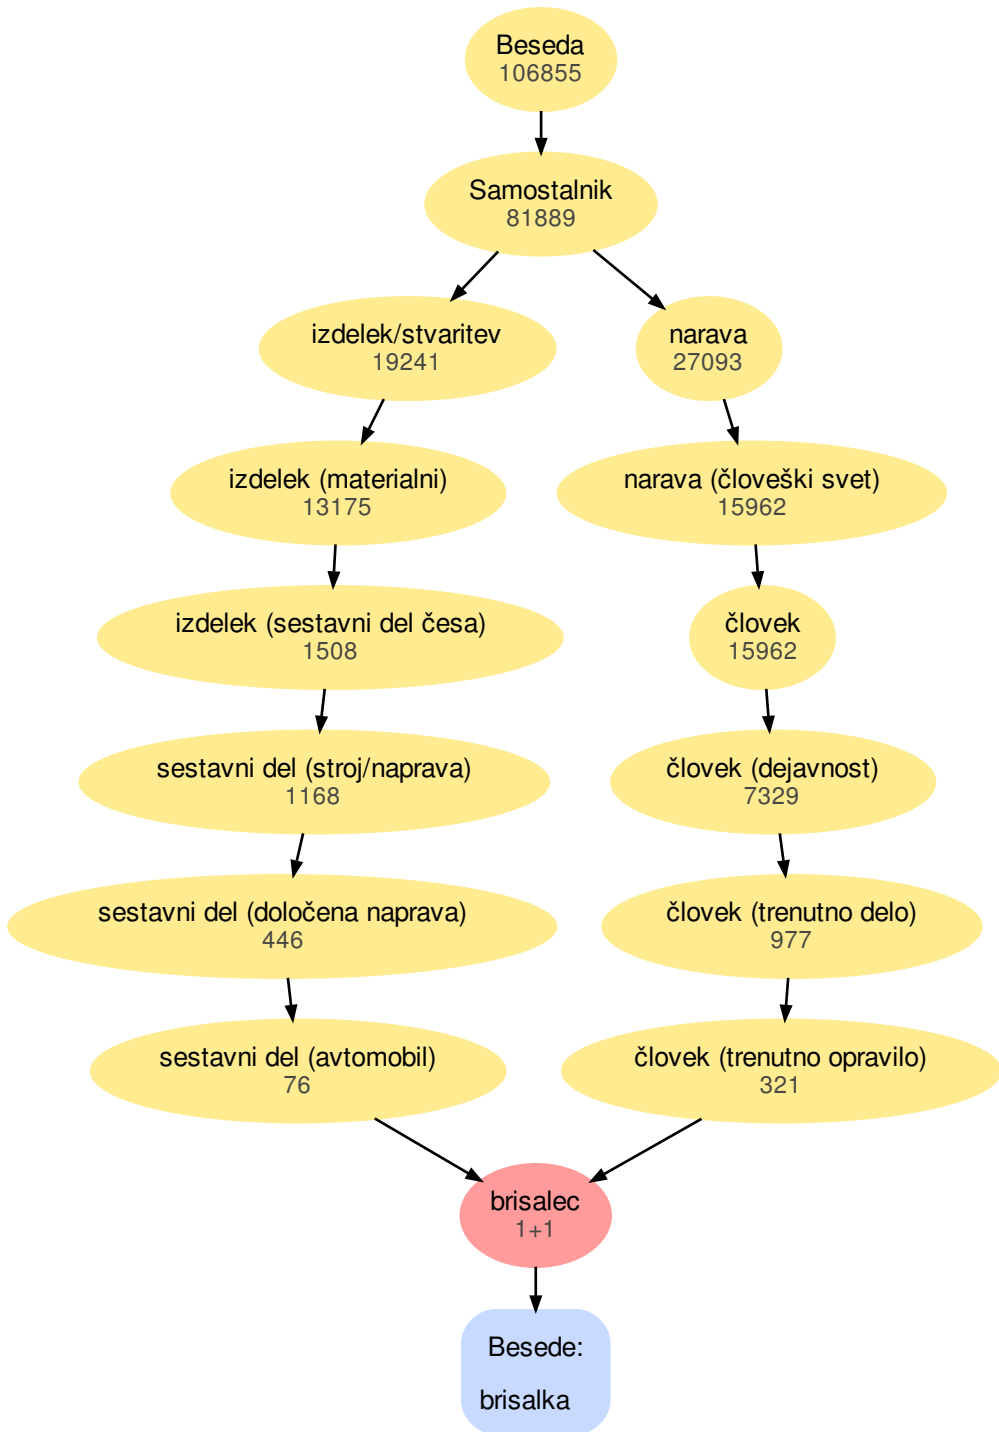 Beseda
106855
Samostalnik
81889
izdelek/stvaritev
19241
narava
27093
izdelek (materialni)
13175
narava (človeški svet)
15962
izdelek (sestavni del česa)
1508
človek
15962
sestavni del (stroj/naprava)
1168
človek (dejavnost)
7329
sestavni del (določena naprava)
446
človek (trenutno delo)
977
sestavni del (avtomobil)
76
človek (trenutno opravilo)
321
brisalec
1+1
Besede:
brisalka